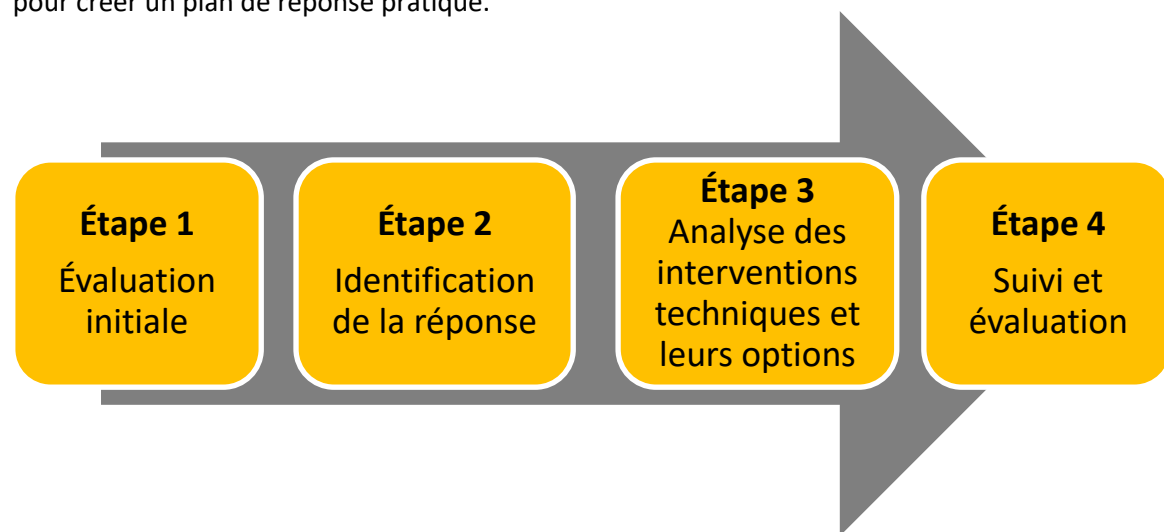 pour créer un plan de réponse pratique.
Étape 1
Évaluation
initiale
Étape 2
Identification
de la réponse
Étape 3
Analyse des
interventions
techniques et
leurs options
Étape 4
Suivi et
évaluation